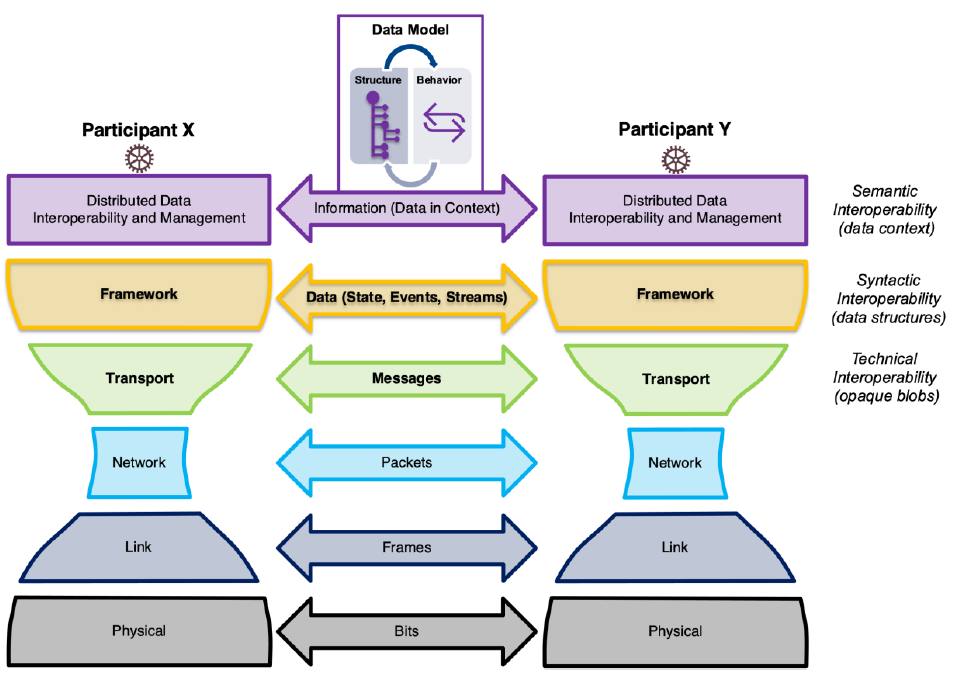 Data Model
Structure
Behavior
Participant X
Participant Y
Distributed Data
Interoperability and Management
Information (Data in Context)
Distributed Data
Interoperability and Management
Semantic
Interoperability
(data context)
Framework
Data (State, Events, Streams)
Framework
Syntactic
Interoperability
(data structures)
Transport
Messages
Transport
Technical
Interoperability
(opaque blobs)
Network
Packets
Network
Link
Frames
Link
Physical
Bits
Physical